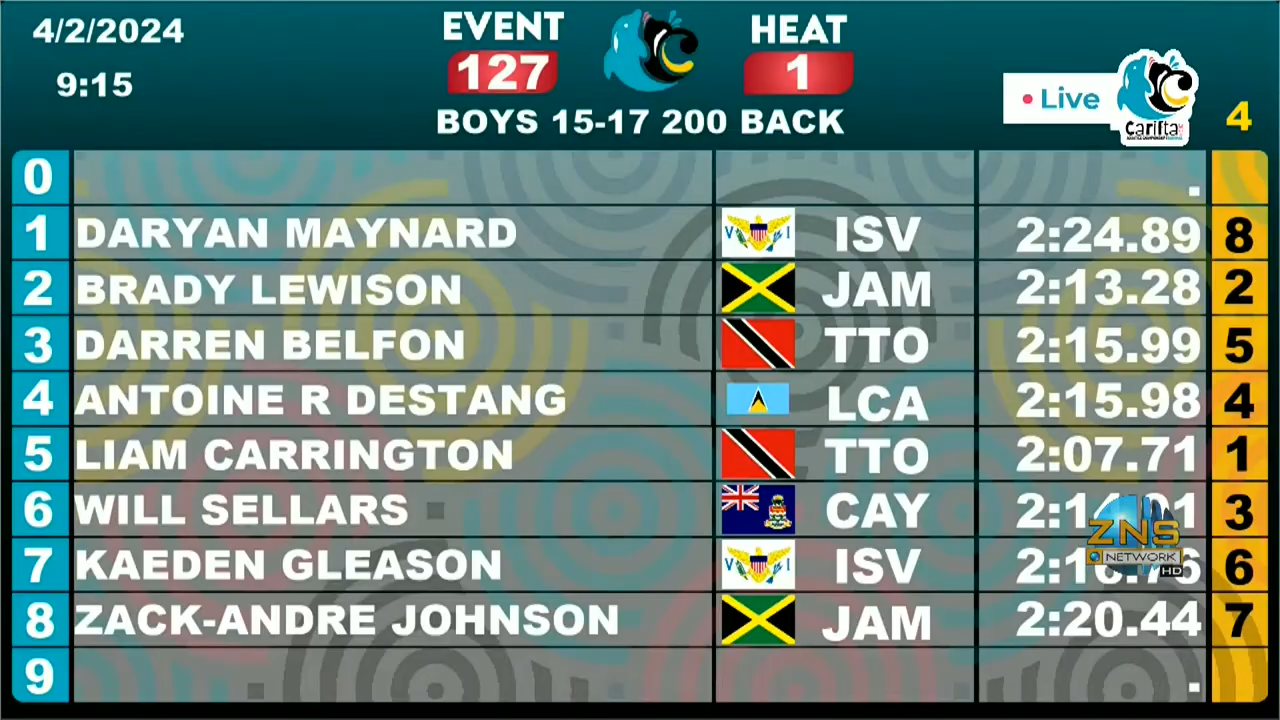 4/2/2024 EVENT HEAT
9:15 127 1 Live
BOYS 15-17 200 BACK carifta 4
0 .
1 DARYAN MAYNARD V I ISV 2:24.89 8
2 BRADY LEWISON JAM 2:13.28 2
3 DARREN BELFON TTO 2:15.99 5
4 ANTOINE R DESTANG LCA 2:15.98 4
5 LIAM CARRINGTON TTO 2:07.71 1
6 WILL SELLARS CAY 3
ZNS
NETWORK
HD
7 KAEDEN GLEASON V I ISV 6
8 ZACK-ANDRE JOHNSON JAM 2:20.44 7
9 .